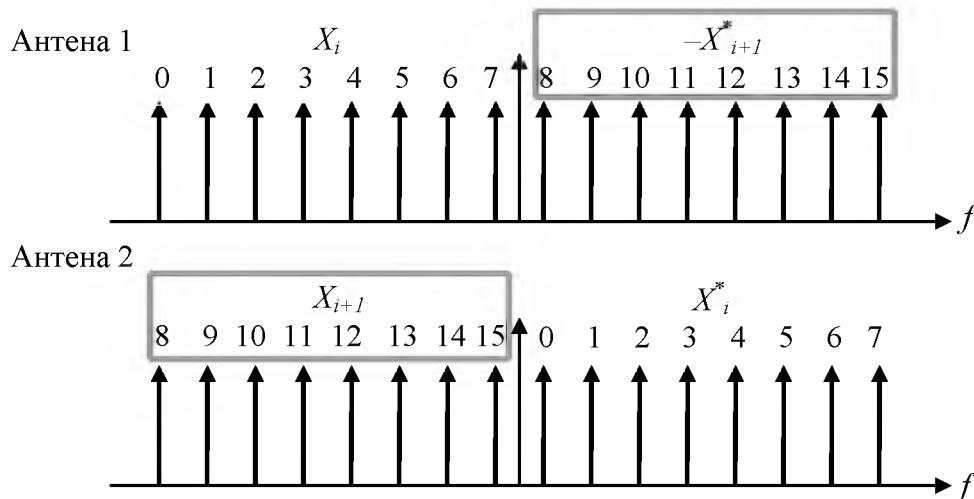 Антена 1
X_i
–X^*_{i+1}
0 1 2 3 4 5 6 7 8 9 10 11 12 13 14 15
f
Антена 2
X_{i+1}
X^*_i
8 9 10 11 12 13 14 15 0 1 2 3 4 5 6 7
f